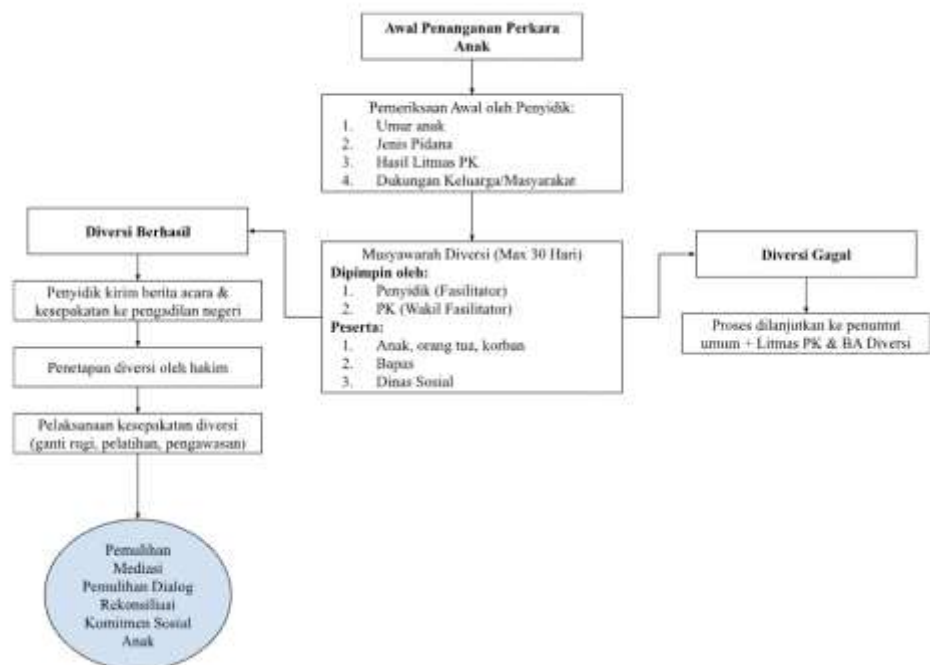 Awal Penanganan Perkara
Anak
Pemeriksaan Awal oleh Penyidik:
1. Umur anak
2. Jenis Pidana
3. Hasil Litmas PK
4. Dukungan Keluarga/Masyarakat
Diversi Berhasil
Penyidik kirim berita acara &
kesepakatan ke pengadilan negeri
Penetapan diversi oleh hakim
Pelaksanaan kesepakatan diversi
(ganti rugi, pelatihan, pengawasan)
Pemulihan
Mediasi
Pemulihan Dialog
Rekonsiliasi
Komitmen Sosial
Anak
Musyawarah Diversi (Max 30 Hari)
Dipimpin oleh:
1. Penyidik (Fasilitator)
2. PK (Wakil Fasilitator)
Peserta:
1. Anak, orang tua, korban
2. Bapas
3. Dinas Sosial
Diversi Gagal
Proses dilanjutkan ke penuntut
umum + Litmas PK & BA Diversi